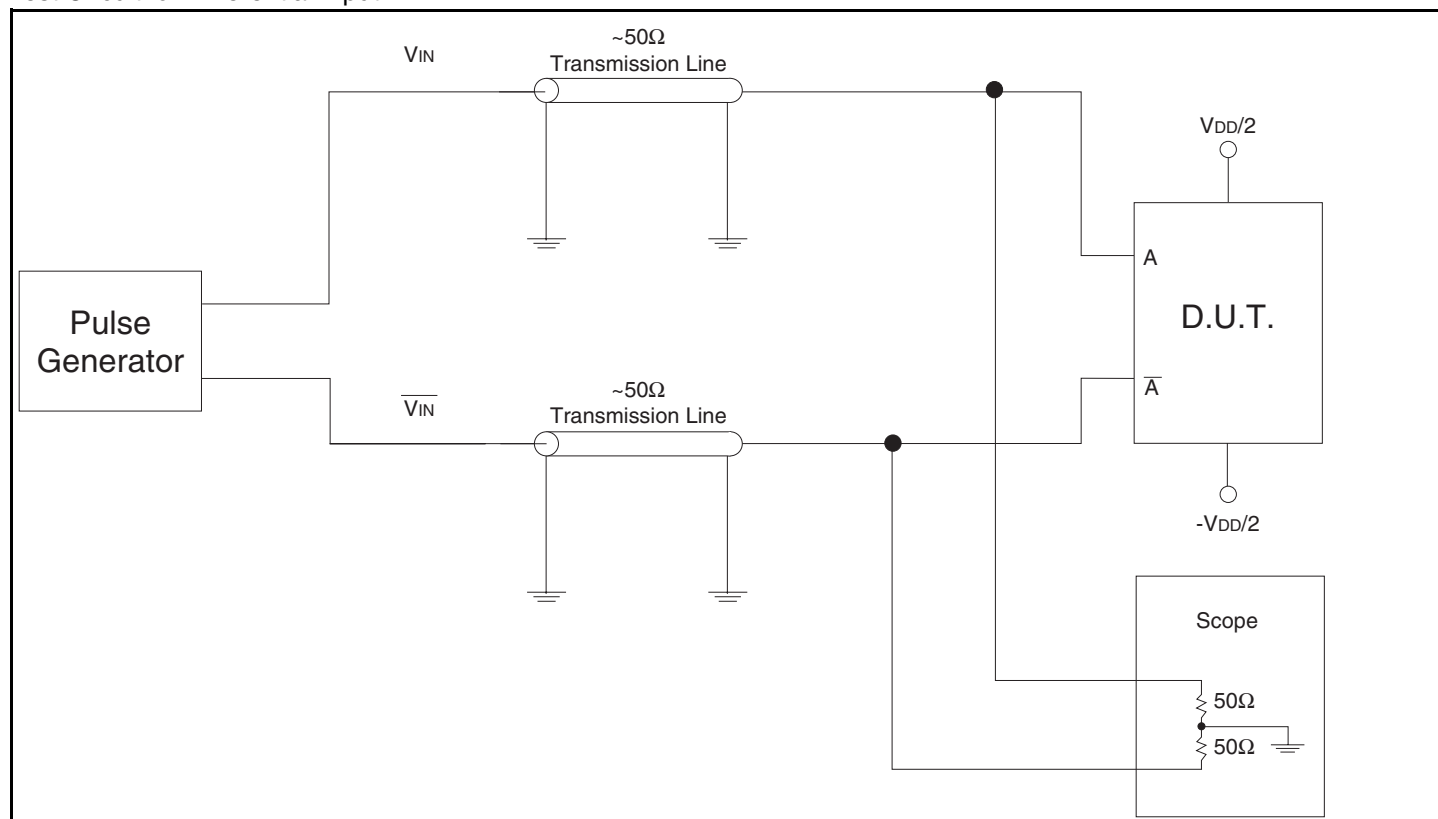 ~50Ω
Transmission Line
VIN
VDD/2
A
D.U.T.
Pulse
Generator
A
~50Ω
Transmission Line
VIN
-VDD/2
Scope
50Ω
50Ω